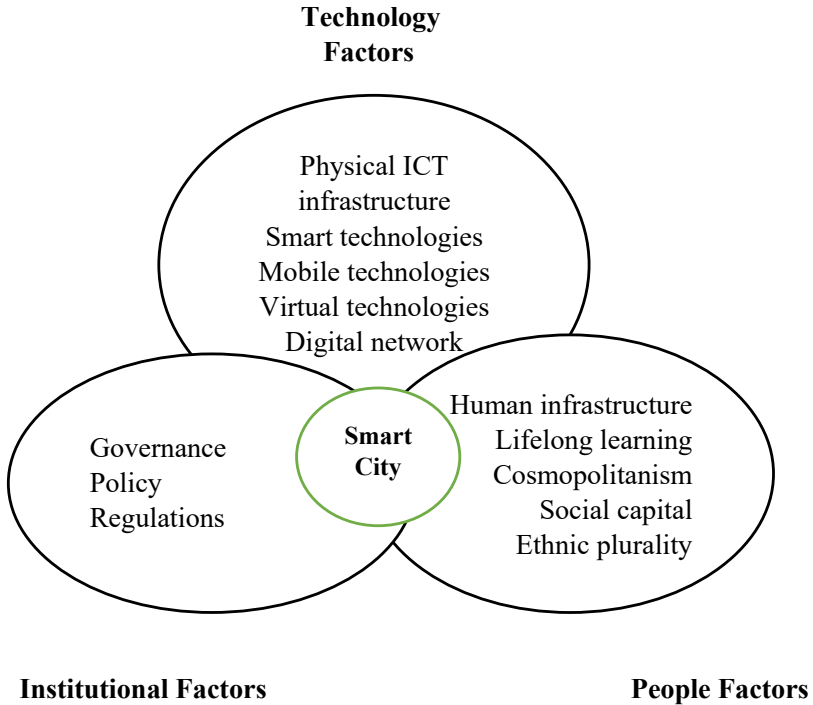 Technology
Factors
Physical ICT
infrastructure
Smart technologies
Mobile technologies
Virtual technologies
Digital network
Governance
Policy
Regulations
Smart
City
Human infrastructure
Lifelong learning
Cosmopolitanism
Social capital
Ethnic plurality
Institutional Factors
People Factors